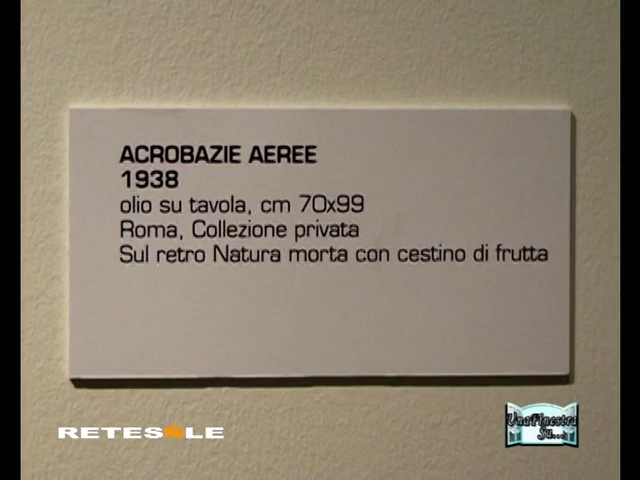 ACROBAZIE AEREE
1938
olio su tavola, cm 70x99
Roma, Collezione privata
Sul retro Natura morta con cestino di frutta
RETESOLE
UnaFinestra
Su...